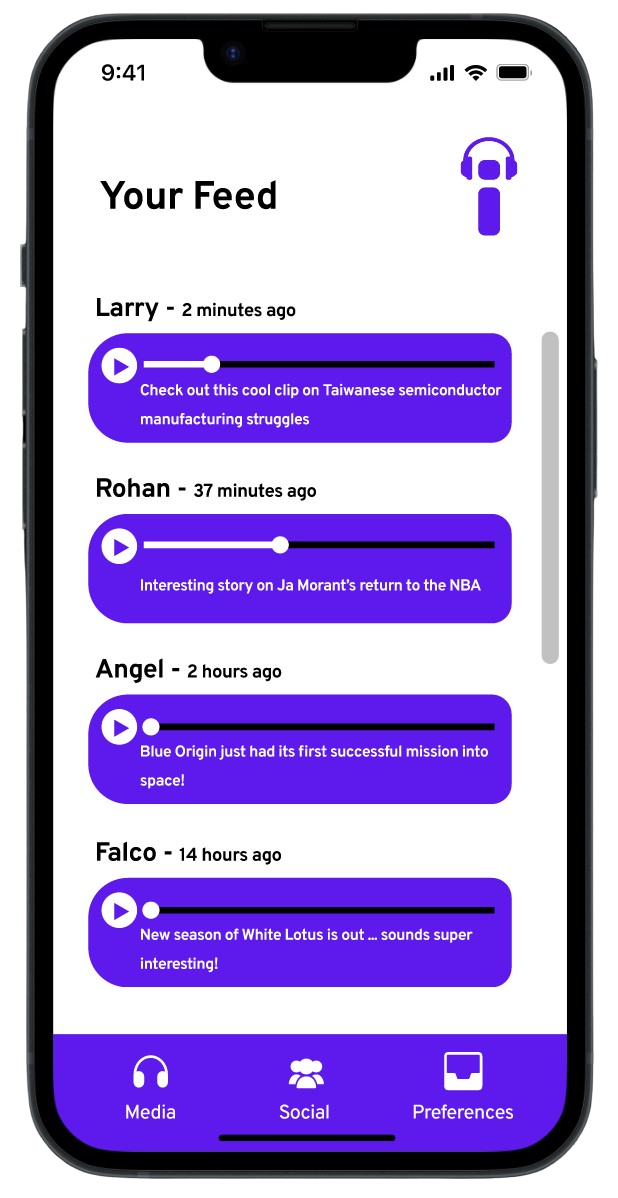 9:41
Your Feed
Larry - 2 minutes ago
Check out this cool clip on Taiwanese semiconductor
manufacturing struggles
Rohan - 37 minutes ago
Interesting story on Ja Morant's return to the NBA
Angel - 2 hours ago
Blue Origin just had its first successful mission into
space!
Falco - 14 hours ago
New season of White Lotus is out ... sounds super
interesting!
Media
Social
Preferences